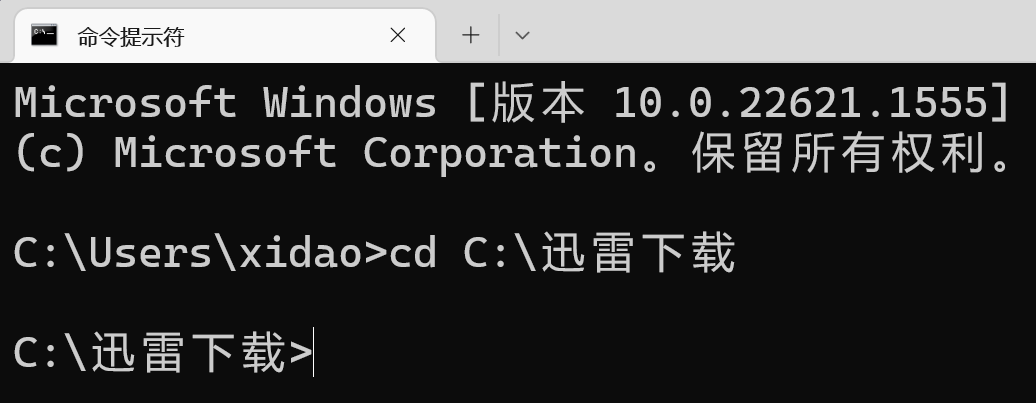 命令提示符
Microsoft Windows [版本 10.0.22621.1555]
(c) Microsoft Corporation。保留所有权利。
C:\Users\xidao>cd C:\迅雷下载
C:\迅雷下载>